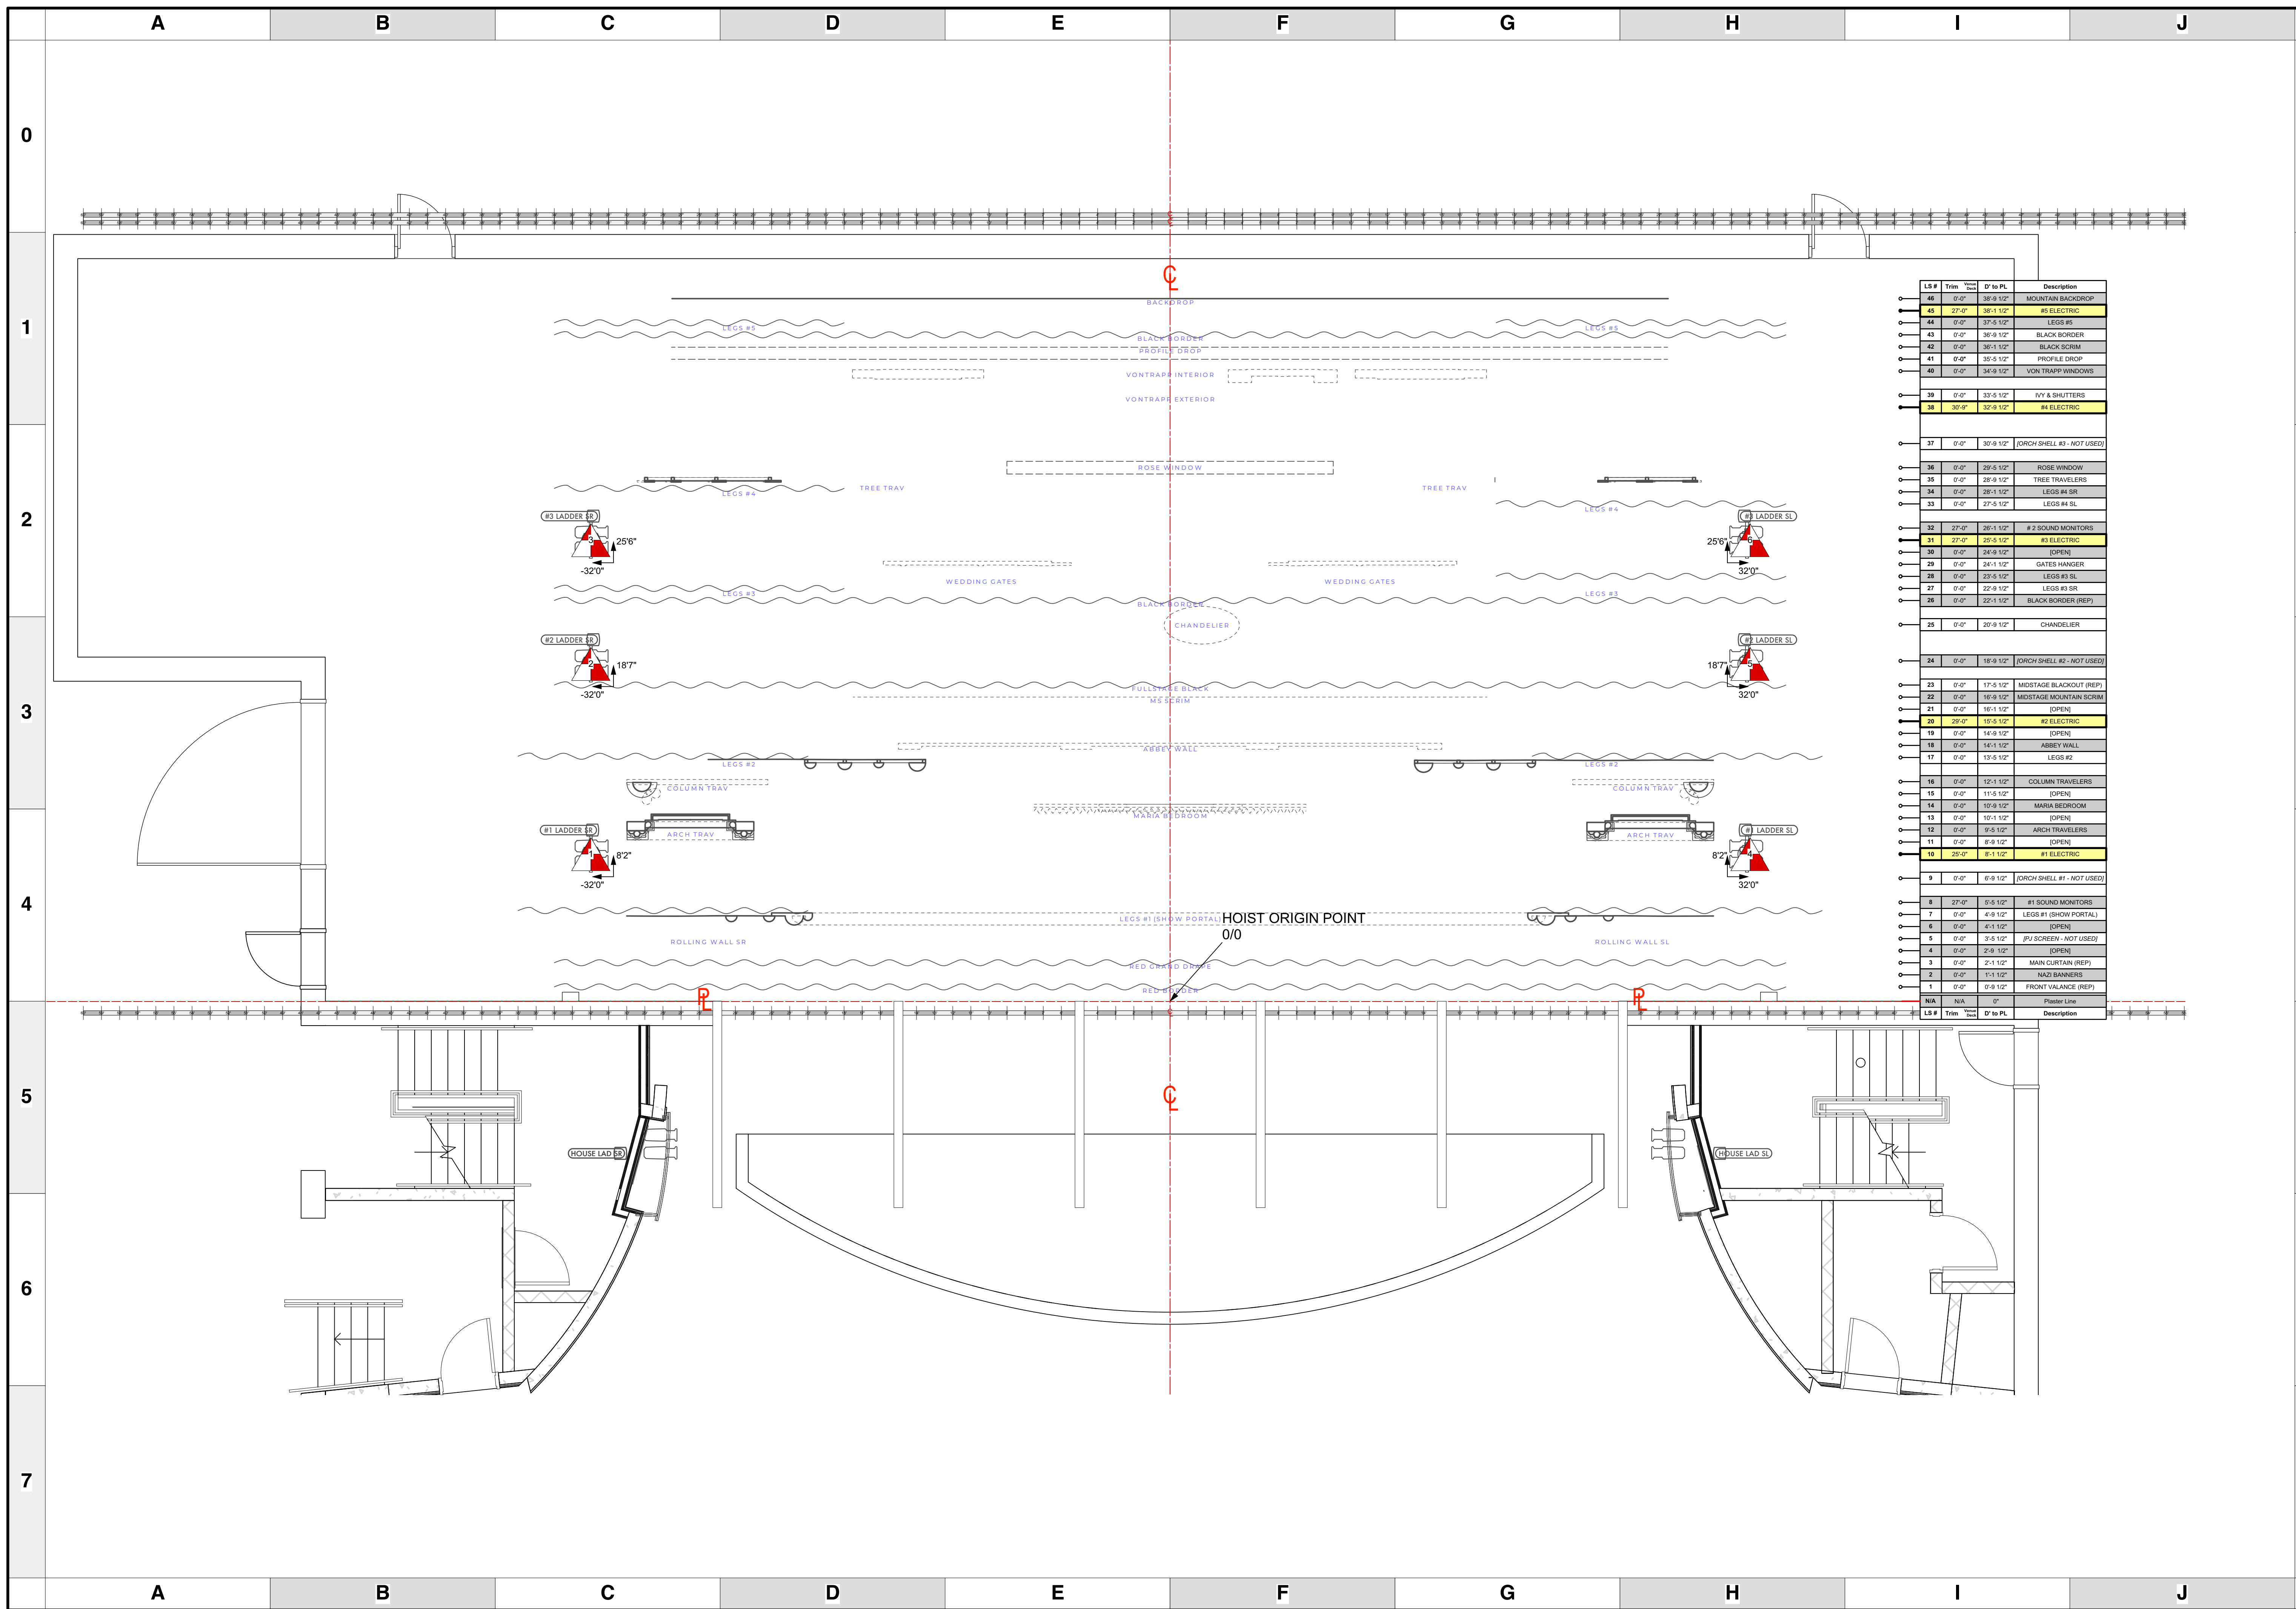 A B C D E F G H I J
0
1
2
3
4
5
6
7
CL
BACKDROP
LEGS #5 LEGS #5
BLACK BORDER
PROFILE DROP
VONTRAPP INTERIOR
VONTRAPP EXTERIOR
ROSE WINDOW
TREE TRAV TREE TRAV
LEGS #4 LEGS #4
#3 LADDER SR #3 LADDER SL
3 25'6" 25'6" 6
-32'0" 32'0"
WEDDING GATES WEDDING GATES
LEGS #3 LEGS #3
BLACK BORDER
CHANDELIER
#2 LADDER SR #2 LADDER SL
2 18'7" 18'7" 5
-32'0" 32'0"
FULLSTAGE BLACK
MS SCRIM
ABBEY WALL
LEGS #2 LEGS #2
COLUMN TRAV COLUMN TRAV
MARIA BEDROOM
#1 LADDER SR ARCH TRAV ARCH TRAV #1 LADDER SL
1 8'2" 8'2" 4
-32'0" 32'0"
LEGS #1 (SHOW PORTAL)
HOIST ORIGIN POINT
0/0
ROLLING WALL SR ROLLING WALL SL
RED GRAND DRAPE
RED BORDER
PL PL
CL
HOUSE LAD SR HOUSE LAD SL
LS # Trim Venue Deck D' to PL Description
46 0'-0" 38'-9 1/2" MOUNTAIN BACKDROP
45 27'-0" 38'-1 1/2" #5 ELECTRIC
44 0'-0" 37'-5 1/2" LEGS #5
43 0'-0" 36'-9 1/2" BLACK BORDER
42 0'-0" 36'-1 1/2" BLACK SCRIM
41 0'-0" 35'-5 1/2" PROFILE DROP
40 0'-0" 34'-9 1/2" VON TRAPP WINDOWS
39 0'-0" 33'-5 1/2" IVY & SHUTTERS
38 30'-9" 32'-9 1/2" #4 ELECTRIC
37 0'-0" 30'-9 1/2" [ORCH SHELL #3 - NOT USED]
36 0'-0" 29'-5 1/2" ROSE WINDOW
35 0'-0" 28'-9 1/2" TREE TRAVELERS
34 0'-0" 28'-1 1/2" LEGS #4 SR
33 0'-0" 27'-5 1/2" LEGS #4 SL
32 27'-0" 26'-1 1/2" # 2 SOUND MONITORS
31 27'-0" 25'-5 1/2" #3 ELECTRIC
30 0'-0" 24'-9 1/2" [OPEN]
29 0'-0" 24'-1 1/2" GATES HANGER
28 0'-0" 23'-5 1/2" LEGS #3 SL
27 0'-0" 22'-9 1/2" LEGS #3 SR
26 0'-0" 22'-1 1/2" BLACK BORDER (REP)
25 0'-0" 20'-9 1/2" CHANDELIER
24 0'-0" 18'-9 1/2" [ORCH SHELL #2 - NOT USED]
23 0'-0" 17'-5 1/2" MIDSTAGE BLACKOUT (REP)
22 0'-0" 16'-9 1/2" MIDSTAGE MOUNTAIN SCRIM
21 0'-0" 16'-1 1/2" [OPEN]
20 29'-0" 15'-5 1/2" #2 ELECTRIC
19 0'-0" 14'-9 1/2" [OPEN]
18 0'-0" 14'-1 1/2" ABBEY WALL
17 0'-0" 13'-5 1/2" LEGS #2
16 0'-0" 12'-1 1/2" COLUMN TRAVELERS
15 0'-0" 11'-5 1/2" [OPEN]
14 0'-0" 10'-9 1/2" MARIA BEDROOM
13 0'-0" 10'-1 1/2" [OPEN]
12 0'-0" 9'-5 1/2" ARCH TRAVELERS
11 0'-0" 8'-9 1/2" [OPEN]
10 25'-0" 8'-1 1/2" #1 ELECTRIC
9 0'-0" 6'-9 1/2" [ORCH SHELL #1 - NOT USED]
8 27'-0" 5'-5 1/2" #1 SOUND MONITORS
7 0'-0" 4'-9 1/2" LEGS #1 (SHOW PORTAL)
6 0'-0" 4'-1 1/2" [OPEN]
5 0'-0" 3'-5 1/2" [PJ SCREEN - NOT USED]
4 0'-0" 2'-9 1/2" [OPEN]
3 0'-0" 2'-1 1/2" MAIN CURTAIN (REP)
2 0'-0" 1'-1 1/2" NAZI BANNERS
1 0'-0" 0'-9 1/2" FRONT VALANCE (REP)
N/A N/A 0" Plaster Line
LS # Trim Venue Deck D' to PL Description
A B C D E F G H I J